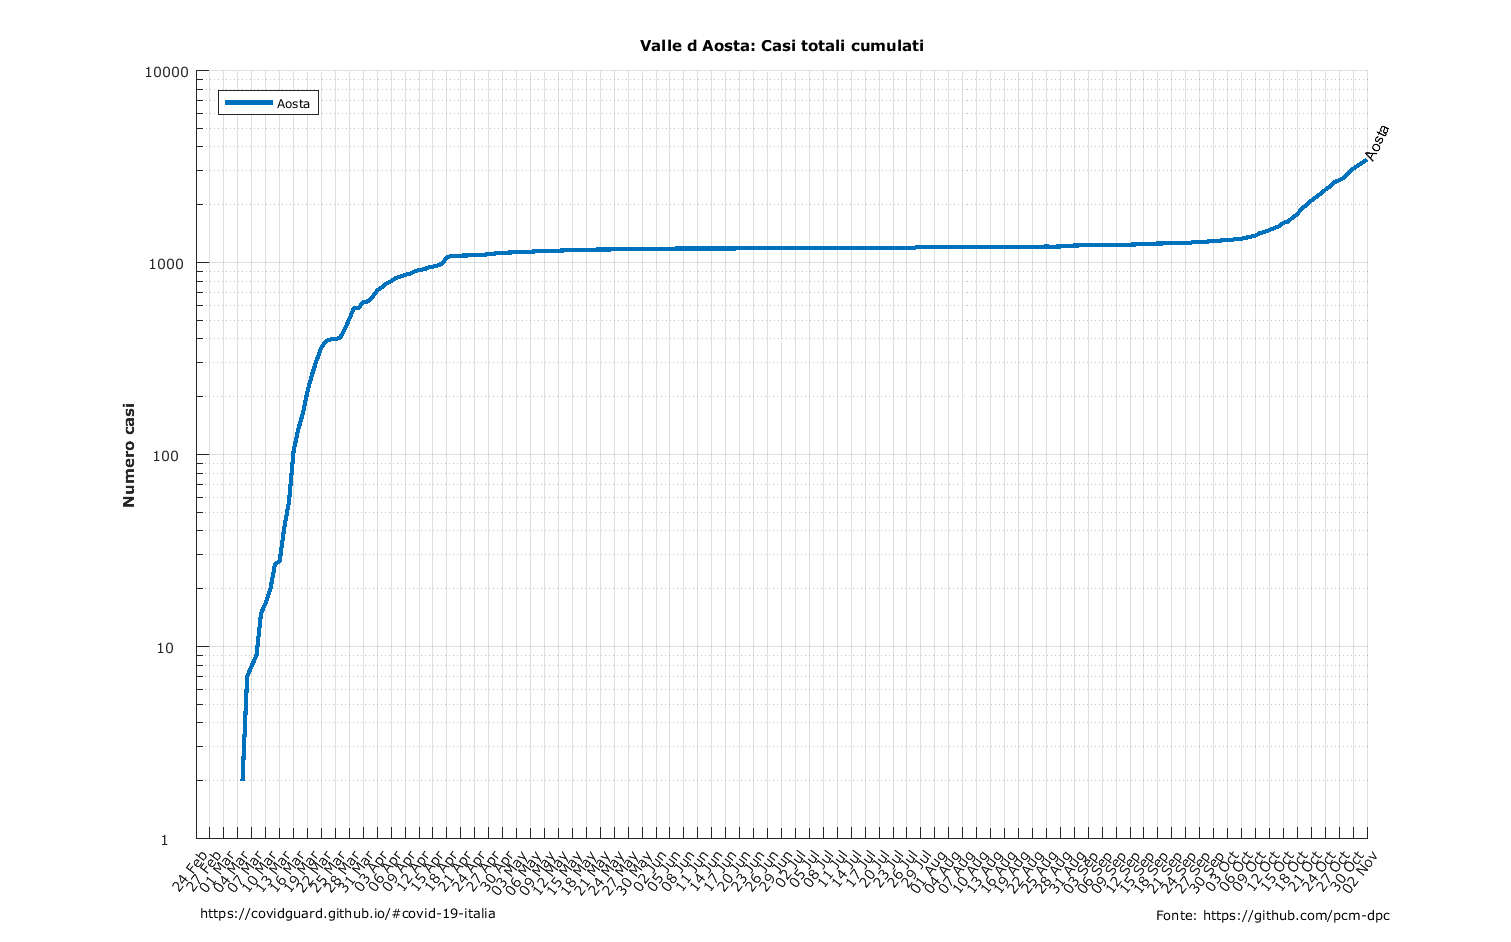 Valle d Aosta: Casi totali cumulati
10000
1000
100
10
1
Numero casi
Aosta
Aosta
24 Feb
27 Feb
01 Mar
04 Mar
07 Mar
10 Mar
13 Mar
16 Mar
19 Mar
22 Mar
25 Mar
28 Mar
31 Mar
03 Apr
06 Apr
09 Apr
12 Apr
15 Apr
18 Apr
21 Apr
24 Apr
27 Apr
30 Apr
03 May
06 May
09 May
12 May
15 May
18 May
21 May
24 May
27 May
30 May
02 Jun
05 Jun
08 Jun
11 Jun
14 Jun
17 Jun
20 Jun
23 Jun
26 Jun
29 Jun
02 Jul
05 Jul
08 Jul
11 Jul
14 Jul
17 Jul
20 Jul
23 Jul
26 Jul
29 Jul
01 Aug
04 Aug
07 Aug
10 Aug
13 Aug
16 Aug
19 Aug
22 Aug
25 Aug
28 Aug
31 Aug
03 Sep
06 Sep
09 Sep
12 Sep
15 Sep
18 Sep
21 Sep
24 Sep
27 Sep
30 Sep
03 Oct
06 Oct
09 Oct
12 Oct
15 Oct
18 Oct
21 Oct
24 Oct
27 Oct
30 Oct
02 Nov
https://covidguard.github.io/#covid-19-italia
Fonte: https://github.com/pcm-dpc